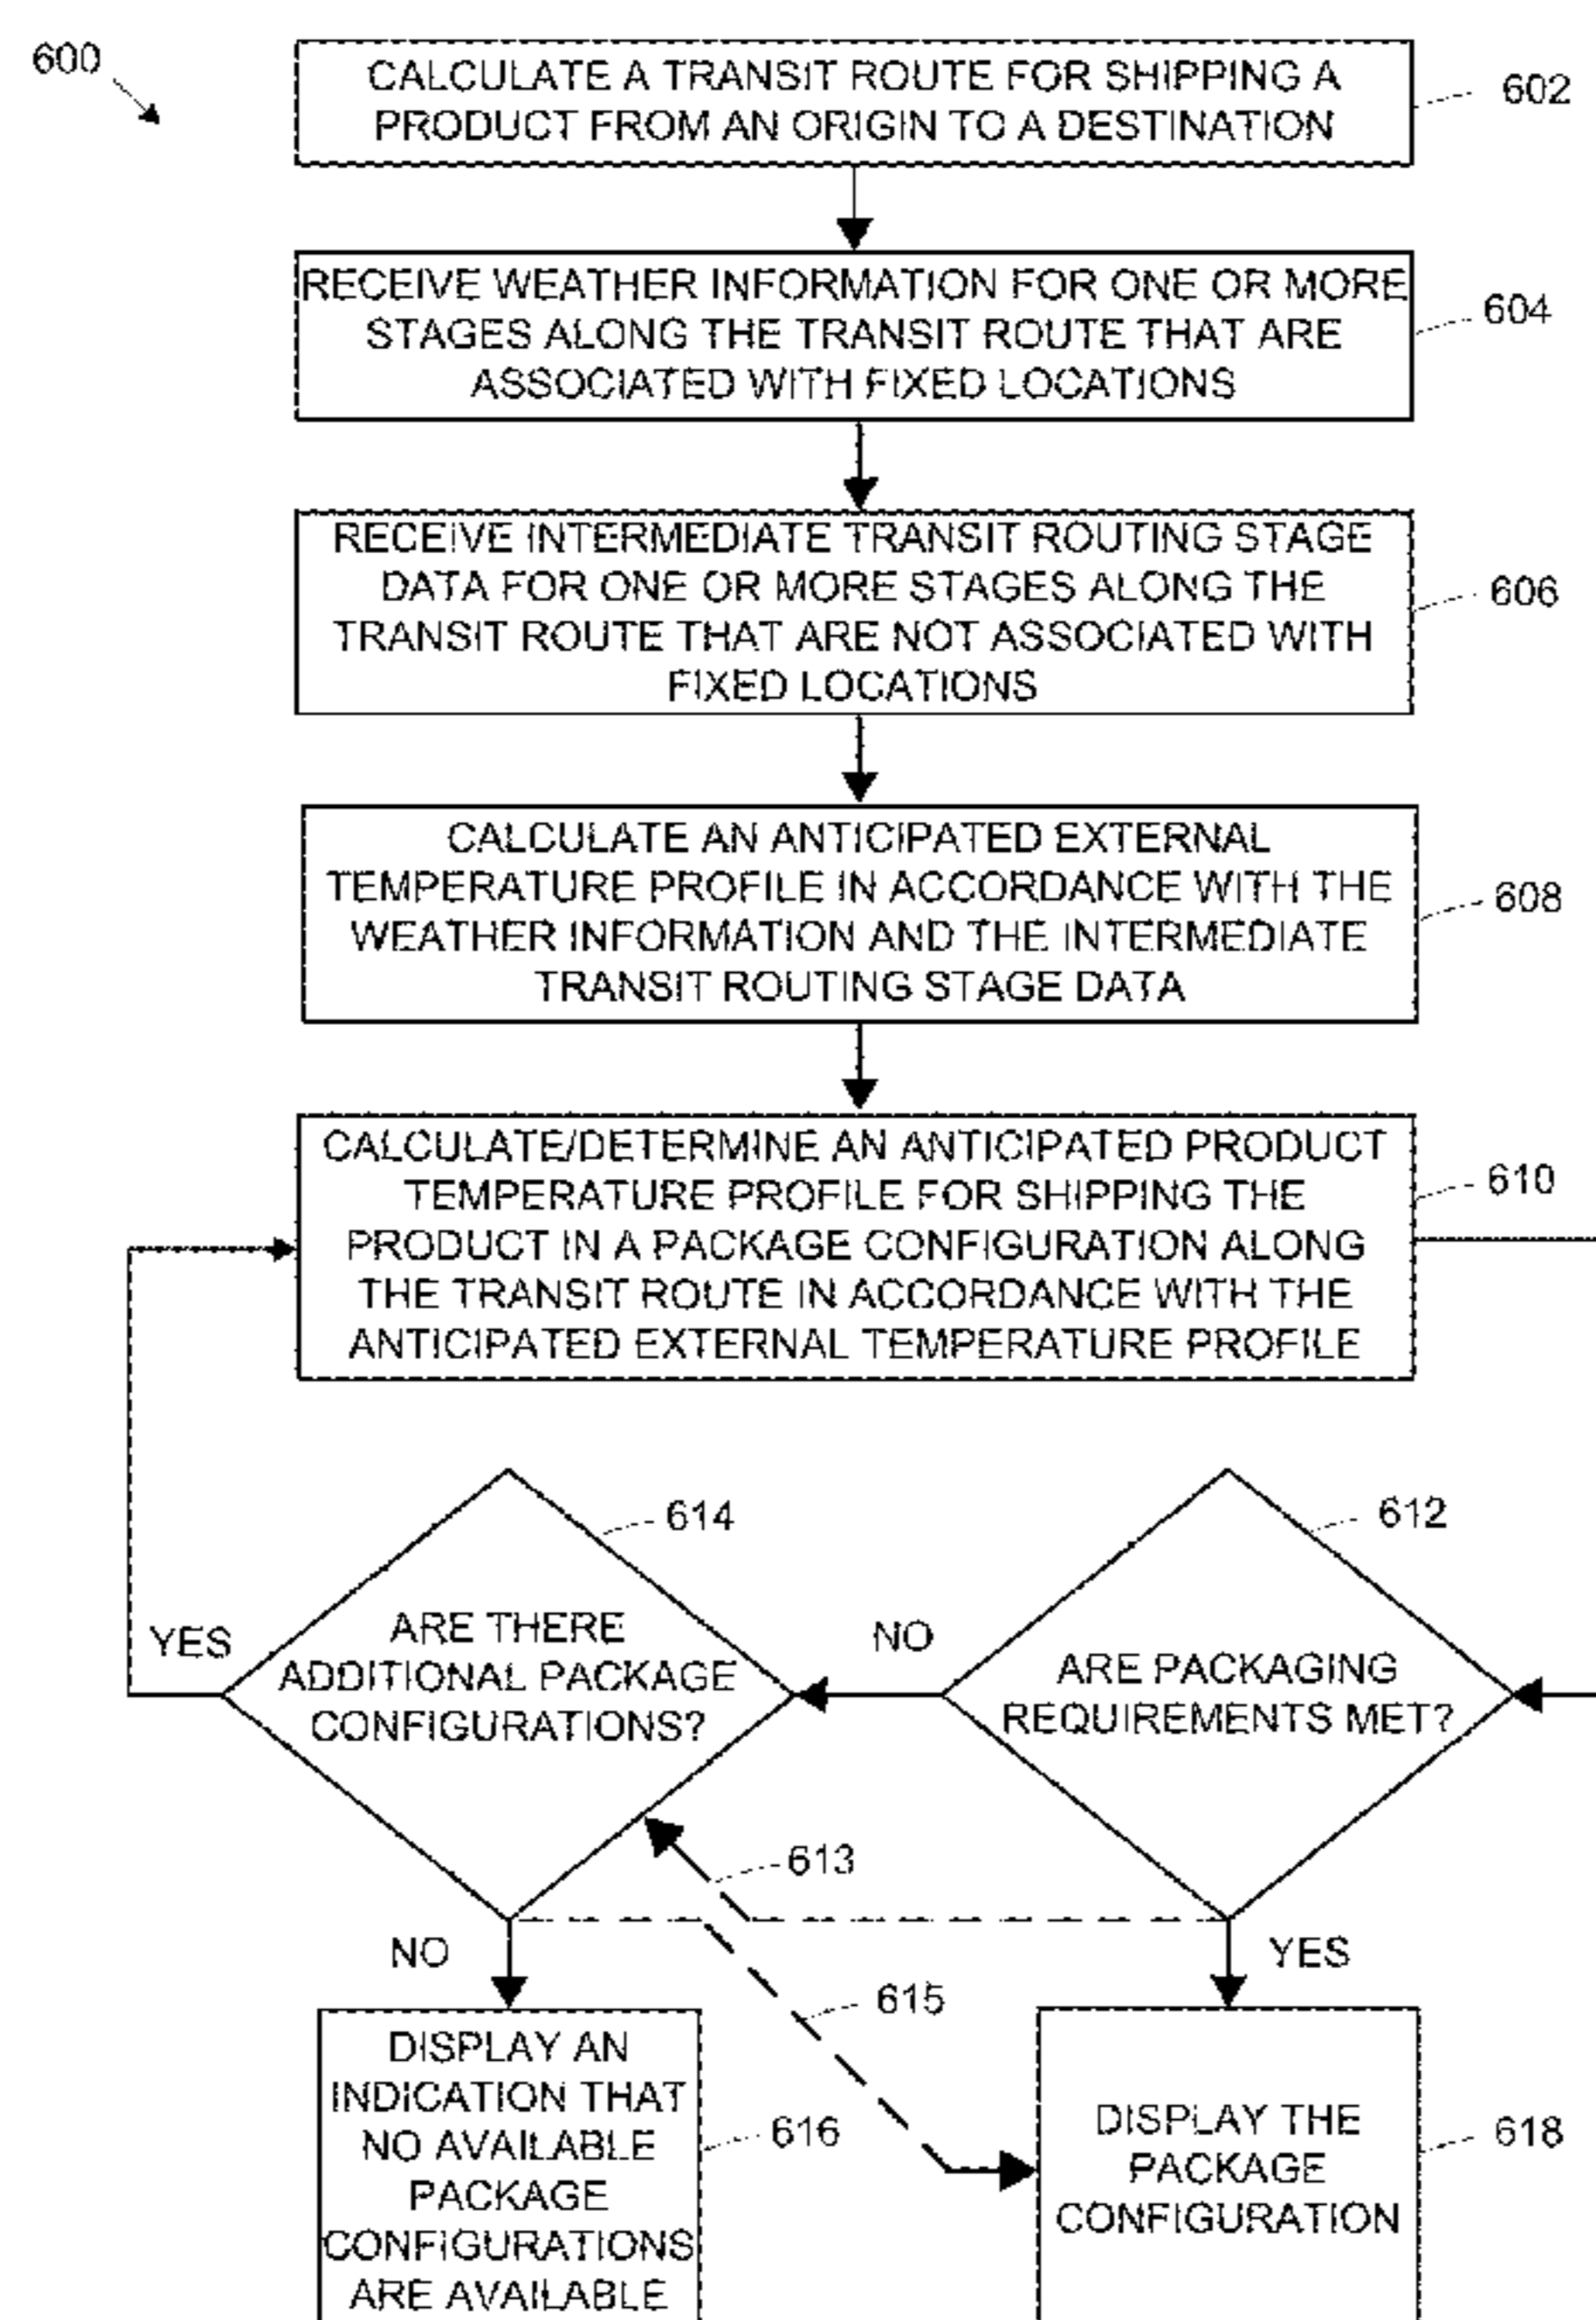 600
CALCULATE A TRANSIT ROUTE FOR SHIPPING A
PRODUCT FROM AN ORIGIN TO A DESTINATION
602
RECEIVE WEATHER INFORMATION FOR ONE OR MORE
STAGES ALONG THE TRANSIT ROUTE THAT ARE
ASSOCIATED WITH FIXED LOCATIONS
604
RECEIVE INTERMEDIATE TRANSIT ROUTING STAGE
DATA FOR ONE OR MORE STAGES ALONG THE
TRANSIT ROUTE THAT ARE NOT ASSOCIATED WITH
FIXED LOCATIONS
606
CALCULATE AN ANTICIPATED EXTERNAL
TEMPERATURE PROFILE IN ACCORDANCE WITH THE
WEATHER INFORMATION AND THE INTERMEDIATE
TRANSIT ROUTING STAGE DATA
608
CALCULATE/DETERMINE AN ANTICIPATED PRODUCT
TEMPERATURE PROFILE FOR SHIPPING THE
PRODUCT IN A PACKAGE CONFIGURATION ALONG
THE TRANSIT ROUTE IN ACCORDANCE WITH THE
ANTICIPATED EXTERNAL TEMPERATURE PROFILE
610
614
612
YES
ARE THERE
ADDITIONAL PACKAGE
CONFIGURATIONS?
NO
ARE PACKAGING
REQUIREMENTS MET?
613
NO
YES
615
DISPLAY AN
INDICATION THAT
NO AVAILABLE
PACKAGE
CONFIGURATIONS
ARE AVAILABLE
616
DISPLAY THE
PACKAGE
CONFIGURATION
618